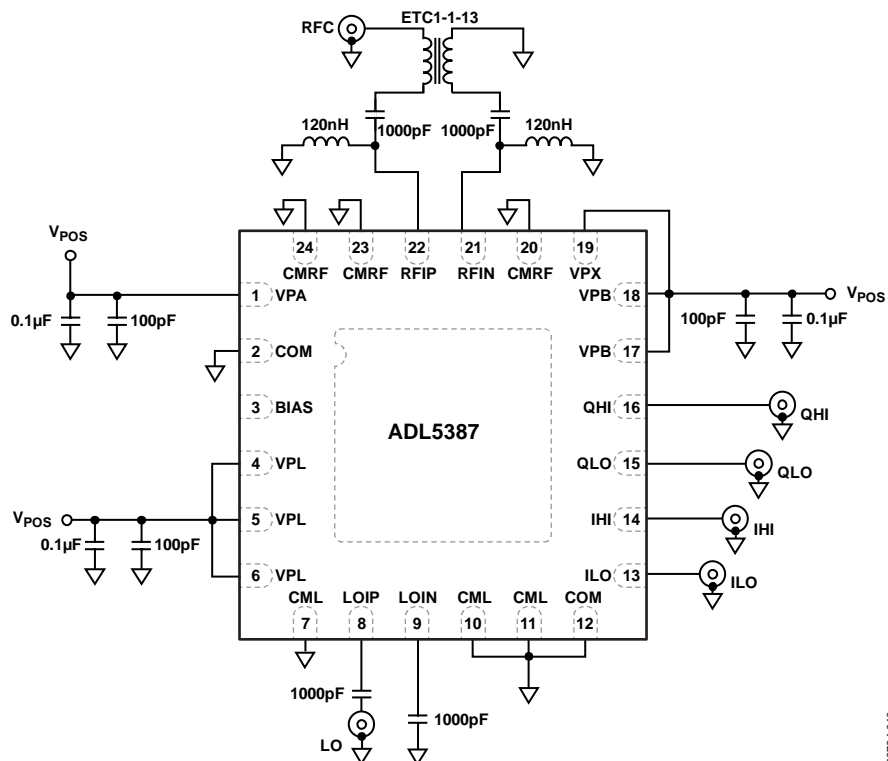 RFC
ETC1-1-13
120nH
1000pF
1000pF
120nH
VPOS
24
23
22
21
20
19
CMRF
CMRF
RFIP
RFIN
CMRF
VPX
1 VPA
VPB 18
VPOS
0.1µF
100pF
100pF
0.1µF
2 COM
VPB 17
3 BIAS
QHI 16
QHI
ADL5387
4 VPL
QLO 15
QLO
VPOS
5 VPL
IHI 14
IHI
0.1µF
100pF
6 VPL
ILO 13
ILO
CML
LOIP
LOIN
CML
CML
COM
7
8
9
10
11
12
1000pF
1000pF
LO